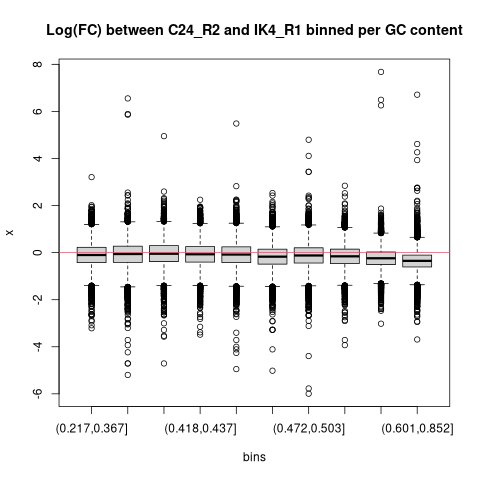 Log(FC) between C24_R2 and IK4_R1 binned per GC content
8
6
4
2
0
-2
-4
-6
x
(0.217,0.367] (0.418,0.437] (0.472,0.503] (0.601,0.852]
bins